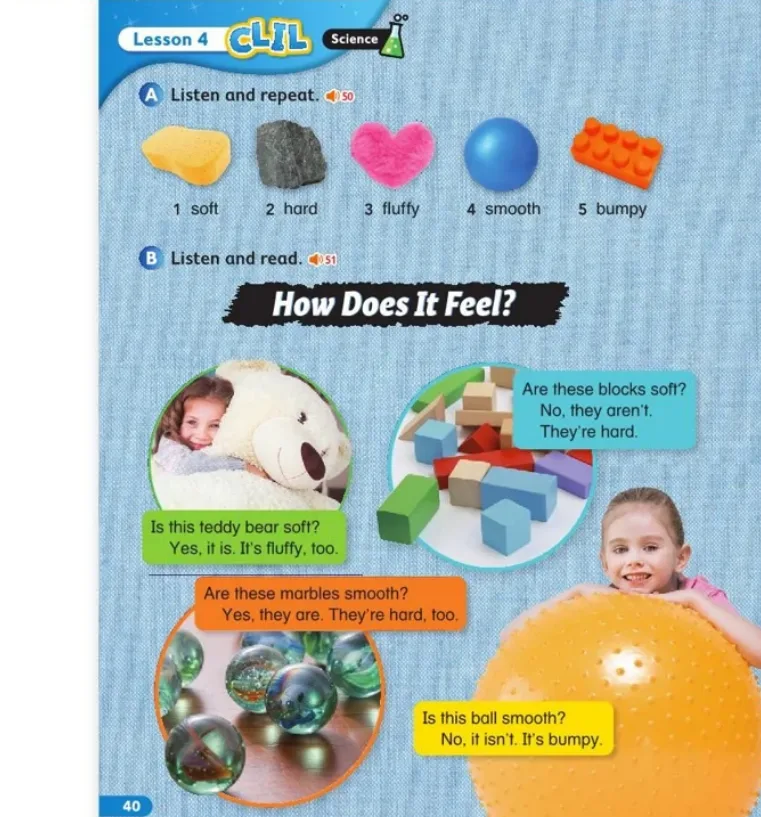 Lesson 4 CLIL Science
A Listen and repeat. 50
1 soft 2 hard 3 fluffy 4 smooth 5 bumpy
B Listen and read. 51
How Does It Feel?
Is this teddy bear soft?
Yes, it is. It's fluffy, too.
Are these blocks soft?
No, they aren't.
They're hard.
Are these marbles smooth?
Yes, they are. They're hard, too.
Is this ball smooth?
No, it isn't. It's bumpy.
40